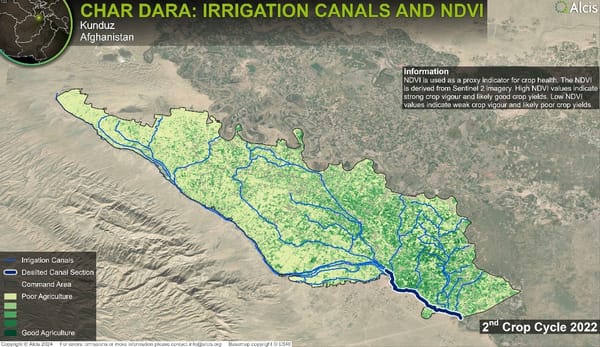 CHAR DARA: IRRIGATION CANALS AND NDVI
Kunduz
Afghanistan
Alcis
Information
NDVI is used as a proxy indicator for crop health. The NDVI
is derived from Sentinel 2 imagery. High NDVI values indicate
strong crop vigour and likely good crop yields. Low NDVI
values indicate weak crop vigour and likely poor crop yields.
Irrigation Canals
Desilted Canal Section
Command Area
Poor Agriculture
Good Agriculture
2nd Crop Cycle 2022
Copyright © Alcis 2024 For errors, omissions or more information please contact info@alcis.org Basemap copyright © ESRI